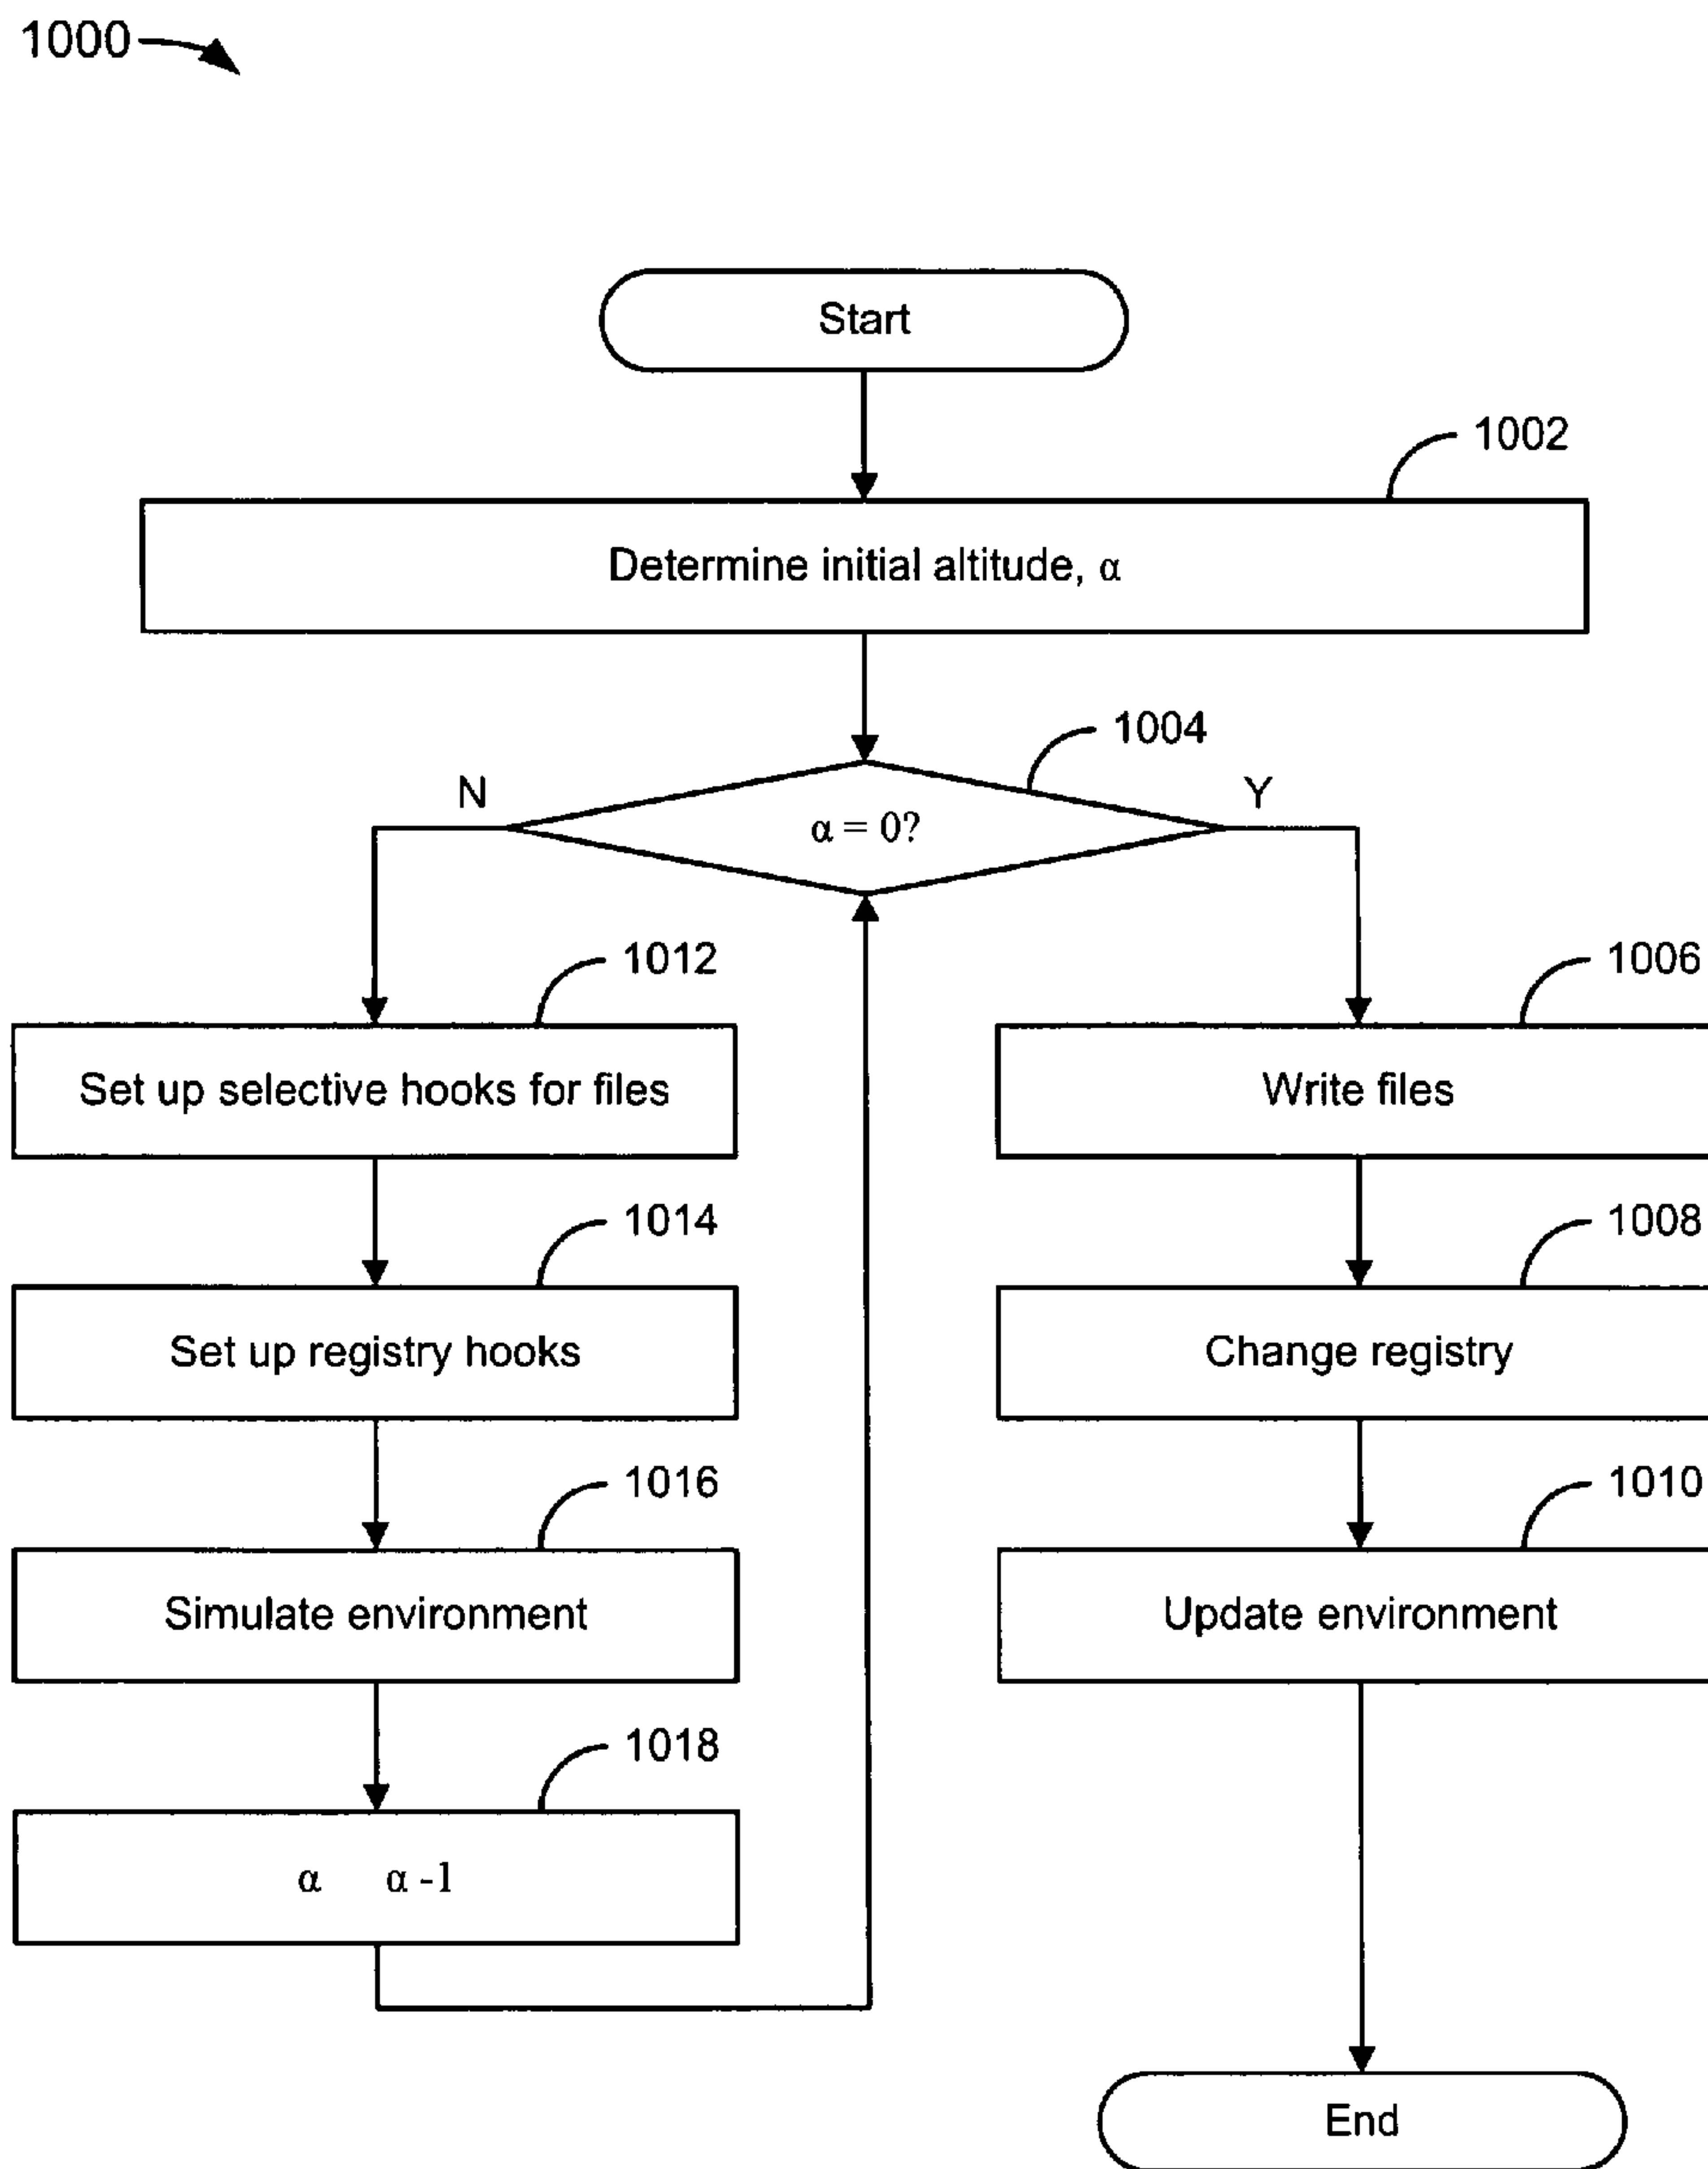 1000
Start
1002
Determine initial altitude, α
1004
N
Y
α = 0?
1012
1006
Set up selective hooks for files
Write files
1014
1008
Set up registry hooks
Change registry
1016
1010
Simulate environment
Update environment
1018
α α -1
End